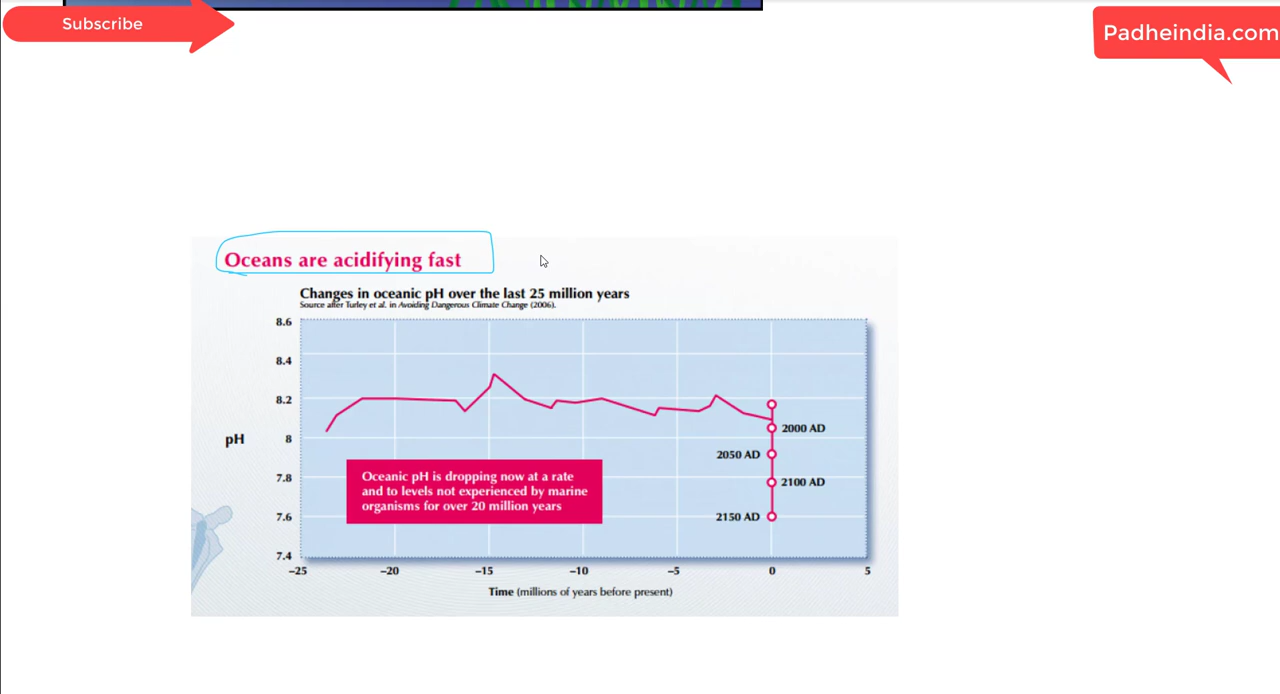 Subscribe
Padheindia.com
Oceans are acidifying fast
Changes in oceanic pH over the last 25 million years
Source after Turley et al. in Avoiding Dangerous Climate Change (2006).
8.6
8.4
8.2
pH
8
7.8
7.6
7.4
2000 AD
2050 AD
2100 AD
2150 AD
Oceanic pH is dropping now at a rate
and to levels not experienced by marine
organisms for over 20 million years
–25
–20
–15
–10
–5
0
5
Time (millions of years before present)